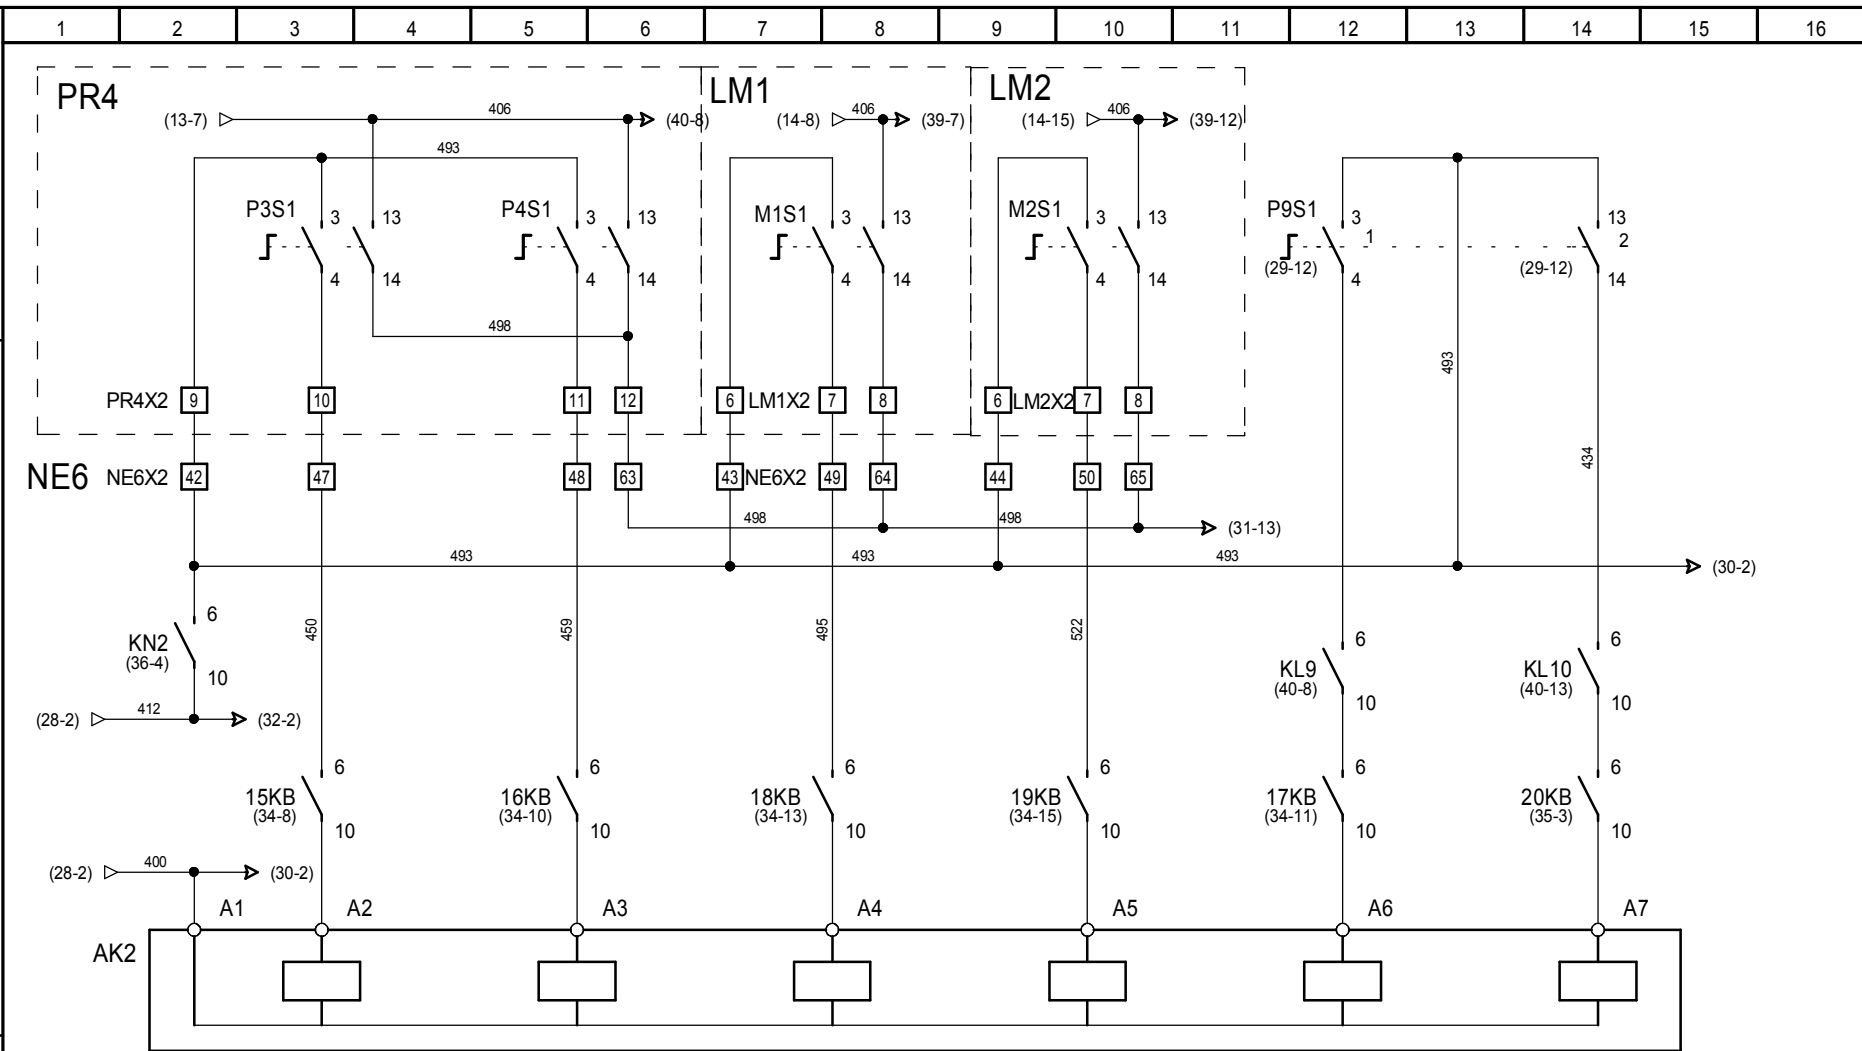 1 2 3 4 5 6 7 8 9 10 11 12 13 14 15 16
PR4 LM1 LM2
(13-7) 406 (40-8) (14-8) 406 (39-7) (14-15) 406 (39-12)
493
P3S1 3 13 P4S1 3 13 M1S1 3 13 M2S1 3 13 P9S1 3 1 13 2
(29-12) (29-12)
4 14 4 14 4 14 4 14 4 14
498
493
PR4X2 9 10 11 12 6 LM1X2 7 8 6 LM2X2 7 8
434
NE6 NE6X2 42 47 48 63 43 NE6X2 49 64 44 50 65
498 498 (31-13)
493 493 493 (30-2)
6
450 459 495 522
KN2
(36-4)
10
6 6
KL9 KL10
(40-8) (40-13)
10 10
(28-2) 412 (32-2)
6 6 6 6 6 6
15KB 16KB 18KB 19KB 17KB 20KB
(34-8) (34-10) (34-13) (34-15) (34-11) (35-3)
10 10 10 10 10 10
(28-2) 400 (30-2)
A1 A2 A3 A4 A5 A6 A7
AK2